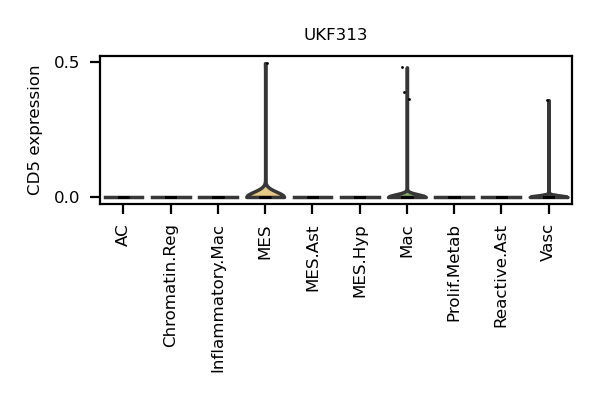 UKF313
CD5 expression
0.5
0.0
AC
Chromatin.Reg
Inflammatory.Mac
MES
MES.Ast
MES.Hyp
Mac
Prolif.Metab
Reactive.Ast
Vasc